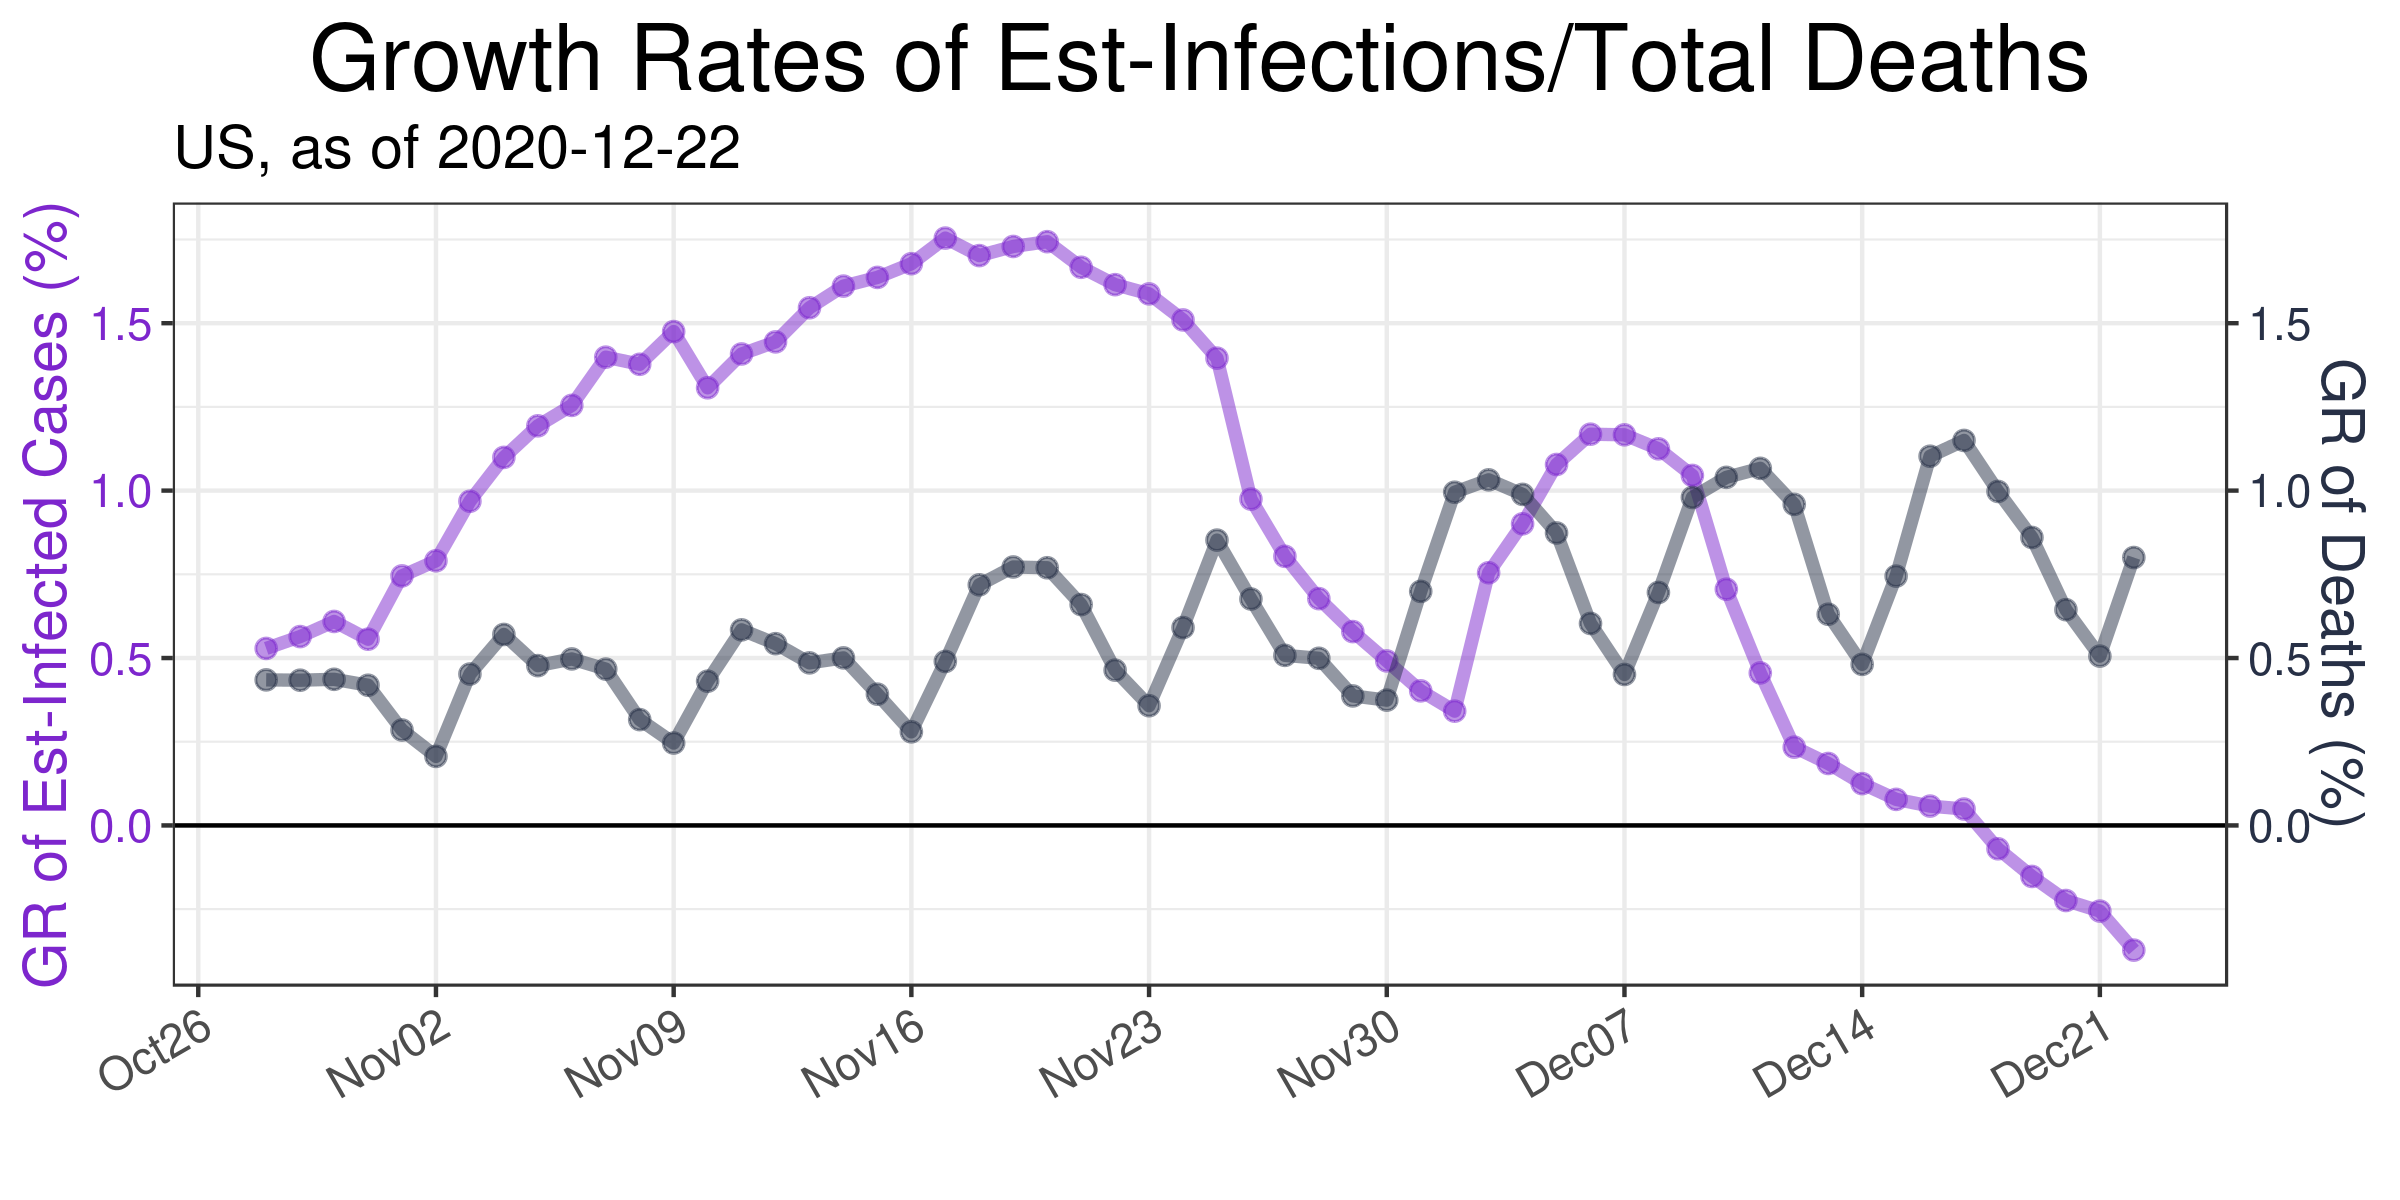 Growth Rates of Est-Infections/Total Deaths
US, as of 2020-12-22
GR of Est-Infected Cases (%)
1.5
1.0
0.5
0.0
1.5
1.0
0.5
0.0
GR of Deaths (%)
Oct26
Nov02
Nov09
Nov16
Nov23
Nov30
Dec07
Dec14
Dec21